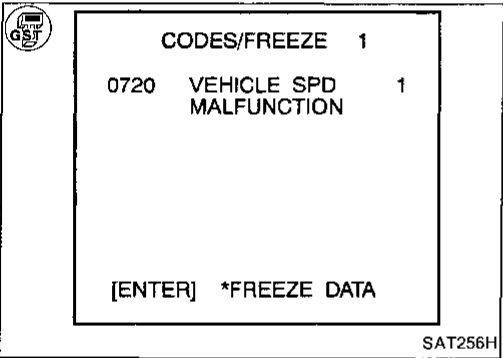 GST
CODES/FREEZE 1
0720 VEHICLE SPD 1
MALFUNCTION
[ENTER] *FREEZE DATA
SAT256H